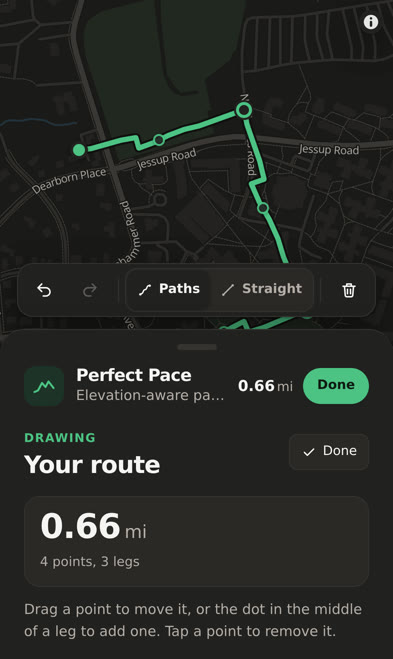 N
Road
Jessup Road
Jessup Road
Dearborn Place
Road
Paths
Straight
Perfect Pace
Elevation-aware pa...
0.66 mi
Done
DRAWING
Your route
Done
0.66 mi
4 points, 3 legs
Drag a point to move it, or the dot in the middle
of a leg to add one. Tap a point to remove it.